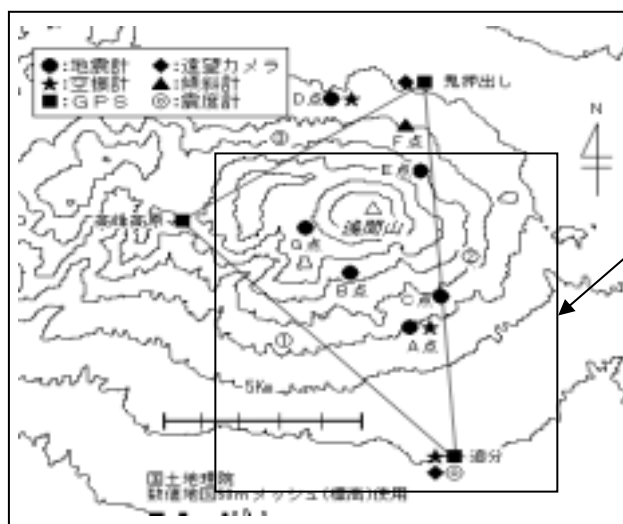 ●:地震計 ◆:遠望カメラ
★:空振計 ▲:傾斜計
■:GPS ◎:震度計
鬼押出し
D点
N
③
F点
E点
高峰高原
浅間山
G点
②
B点
C点
①
A点
5Km
追分
国土地理院
数値地図50mメッシュ(標高)使用